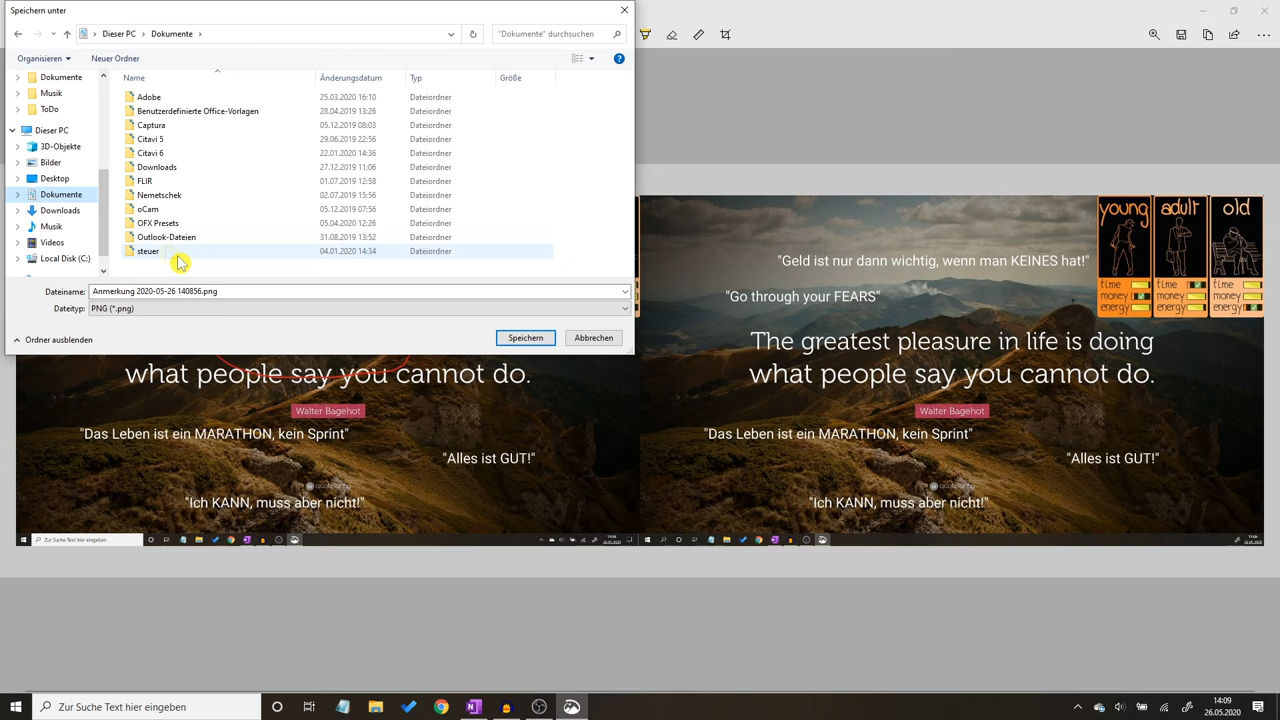 Speichern unter
Dieser PC
Dokumente
"Dokumente" durchsuchen
Organisieren
Neuer Ordner
Name
Änderungsdatum
Typ
Größe
Dokumente
Musik
ToDo
Dieser PC
3D-Objekte
Bilder
Desktop
Dokumente
Downloads
Musik
Videos
Local Disk (C:)
Adobe 25.03.2020 16:10 Dateiordner
Benutzerdefinierte Office-Vorlagen 28.04.2019 13:26 Dateiordner
Captura 05.12.2019 08:03 Dateiordner
Citavi 5 29.06.2019 22:56 Dateiordner
Citavi 6 22.01.2020 14:36 Dateiordner
Downloads 27.12.2019 11:06 Dateiordner
FLIR 01.07.2019 12:58 Dateiordner
Nemetschek 02.07.2019 15:56 Dateiordner
oCam 05.12.2019 07:56 Dateiordner
OFX Presets 05.04.2020 12:26 Dateiordner
Outlook-Dateien 31.08.2019 13:52 Dateiordner
steuer 04.01.2020 14:34 Dateiordner
Dateiname: Anmerkung 2020-05-26 140856.png
Dateityp: PNG (*.png)
Ordner ausblenden
Speichern
Abbrechen
what people say you cannot do.
Walter Bagehot
"Das Leben ist ein MARATHON, kein Sprint"
"Alles ist GUT!"
"Ich KANN, muss aber nicht!"
Zur Suche Text hier eingeben
young
adult
old
time
money
energy
time
money
energy
time
money
energy
"Geld ist nur dann wichtig, wenn man KEINES hat!"
"Go through your FEARS"
The greatest pleasure in life is doing
what people say you cannot do.
Walter Bagehot
"Das Leben ist ein MARATHON, kein Sprint"
"Alles ist GUT!"
"Ich KANN, muss aber nicht!"
Zur Suche Text hier eingeben
14:09
26.05.2020